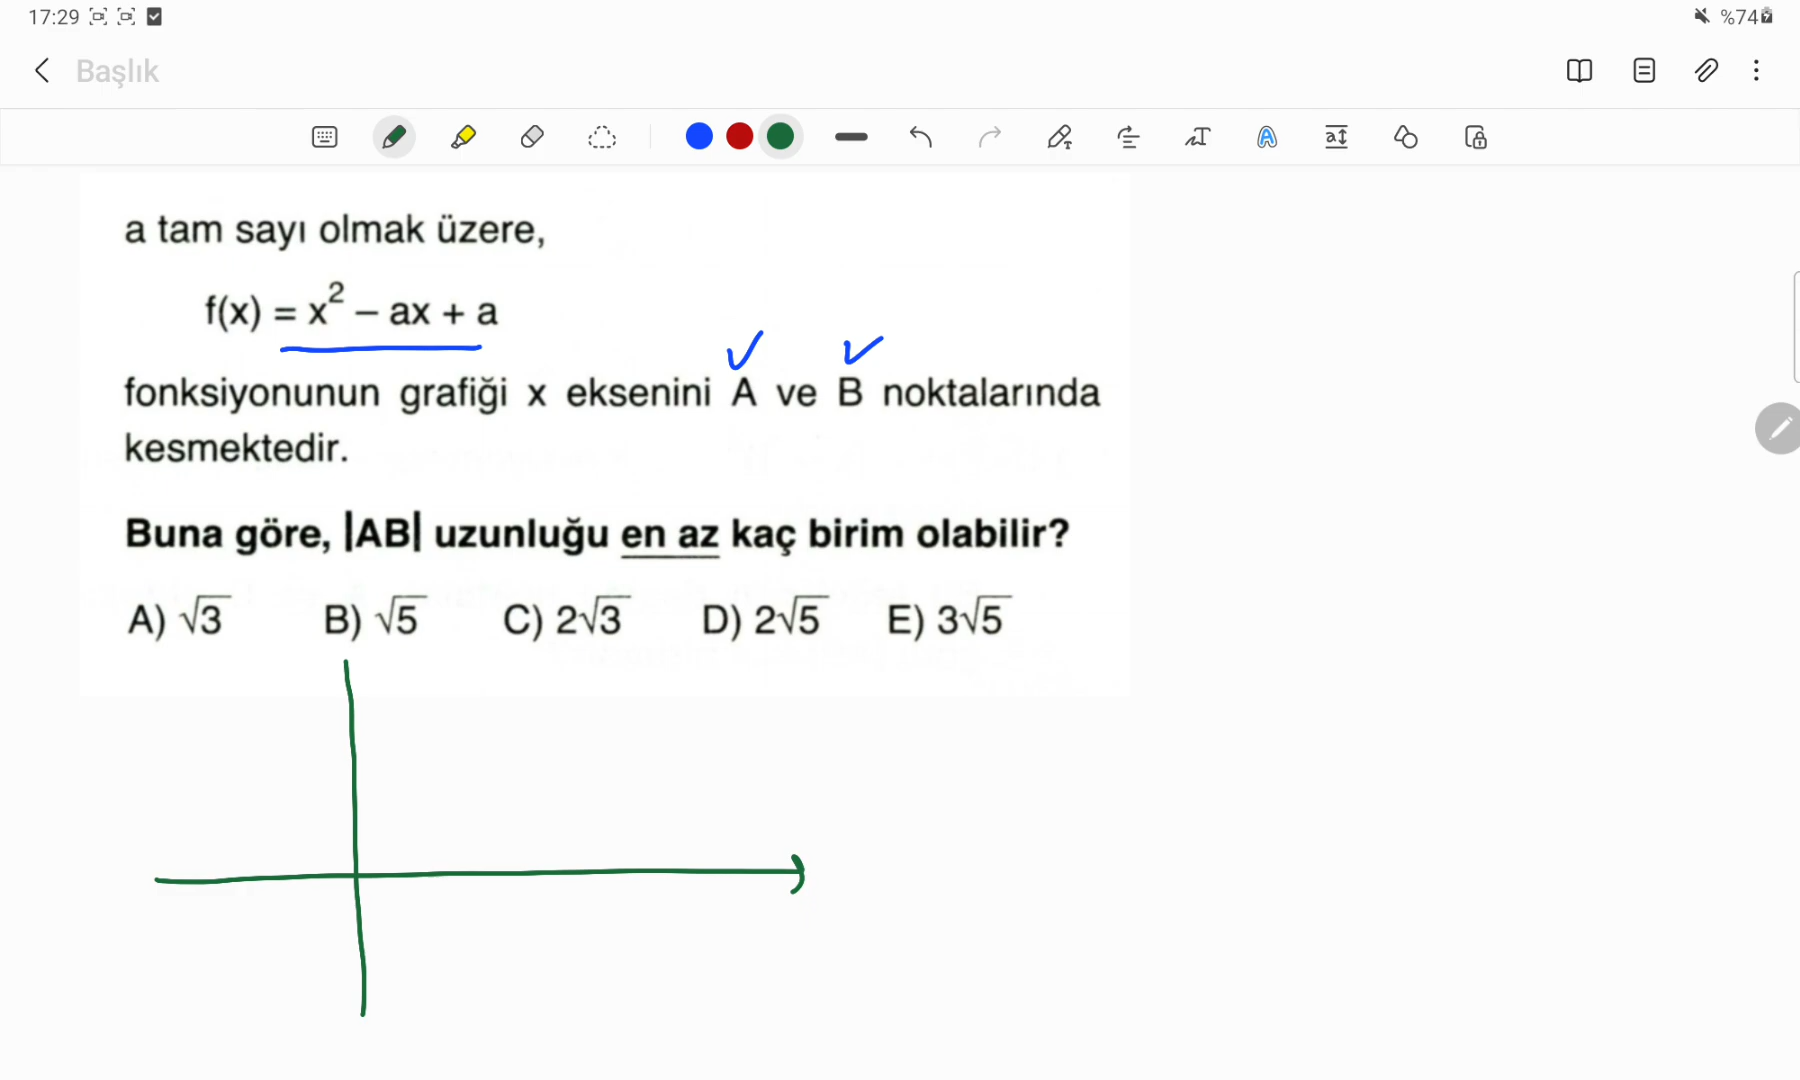 17:29 %74
Başlık
a tam sayı olmak üzere,
f(x) = x² – ax + a
fonksiyonunun grafiği x eksenini A ve B noktalarında
kesmektedir.
Buna göre, |AB| uzunluğu en az kaç birim olabilir?
A) √3 B) √5 C) 2√3 D) 2√5 E) 3√5